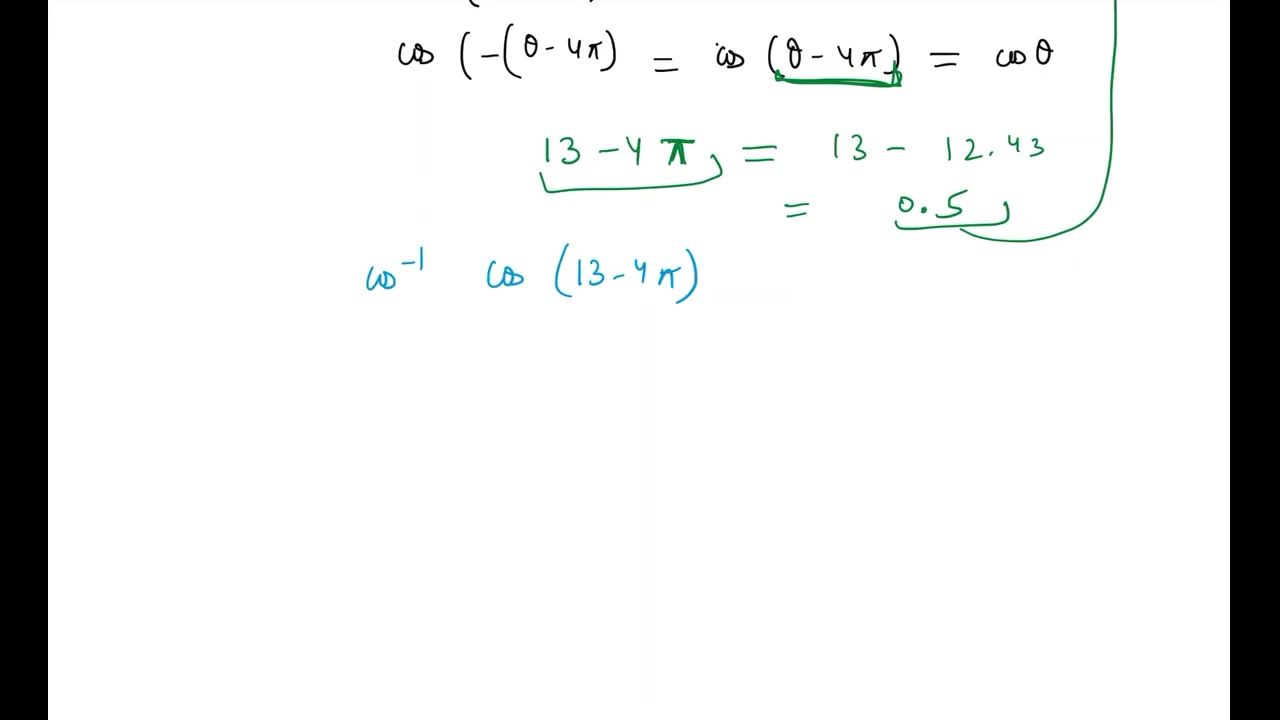 cos (-(θ - 4π) = cos (θ - 4π) = cos θ
13 - 4π = 13 - 12.43
= 0.5
cos⁻¹ cos (13 - 4π)